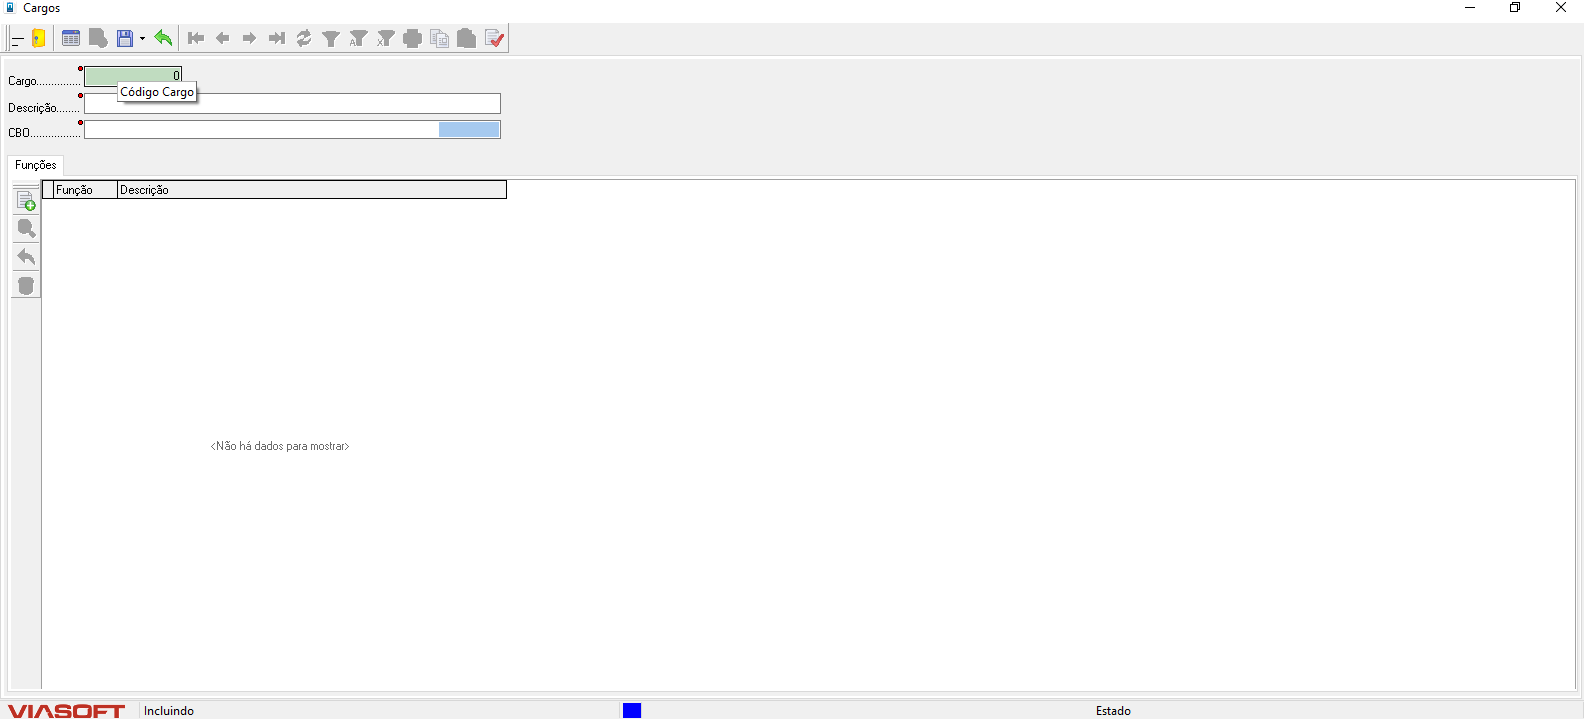 Cargos
Cargo............... 0
Código Cargo
Descrição........
CBO.................
Funções
Função Descrição
<Não há dados para mostrar>
VIASOFT Incluindo Estado